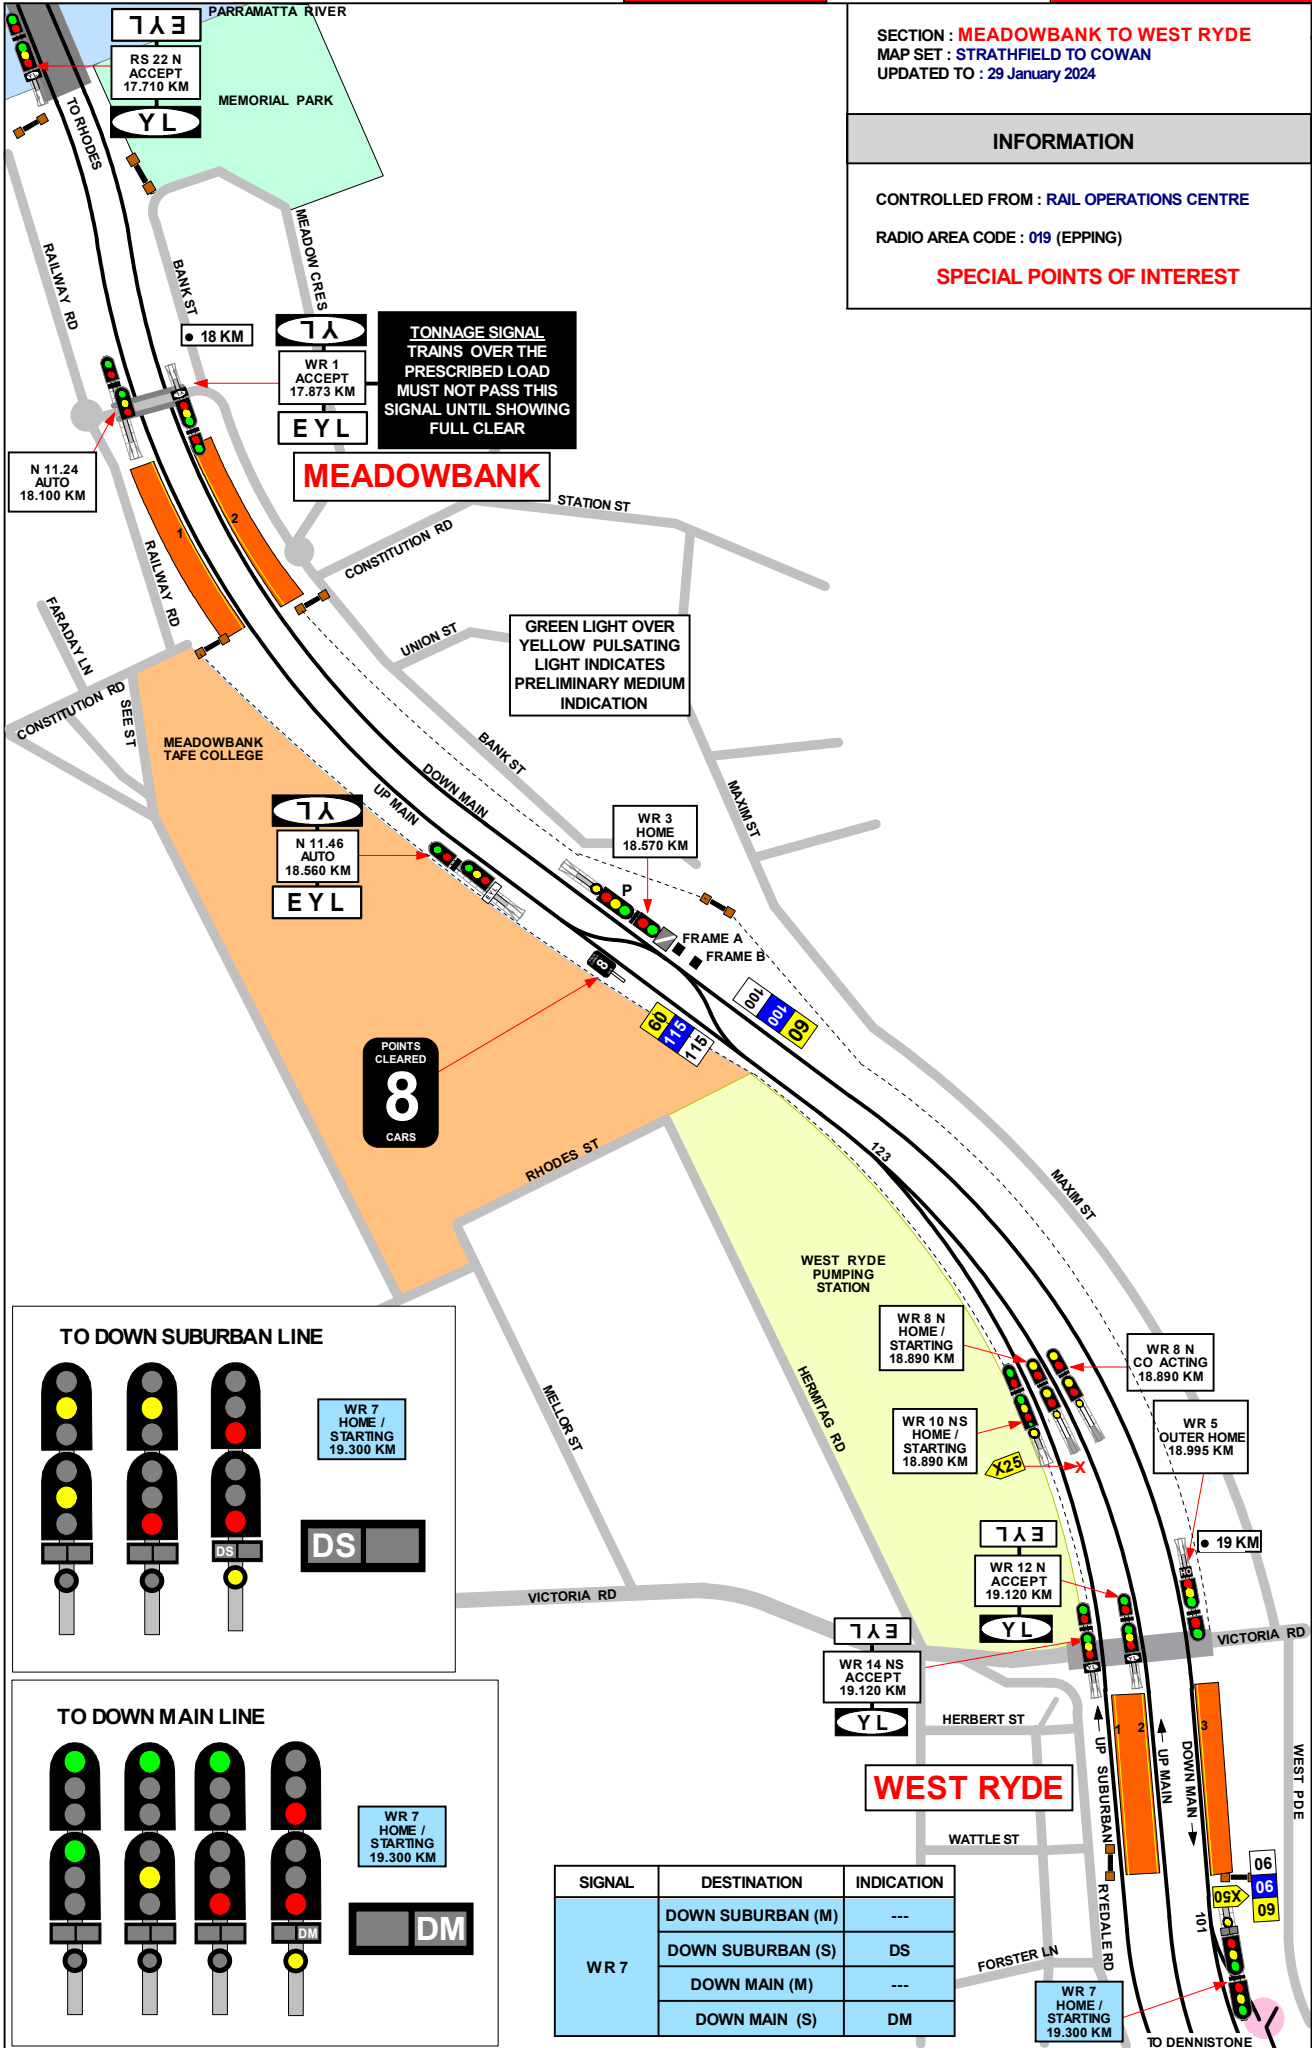 PARRAMATTA RIVER
EYL
RS 22 N
ACCEPT
17.710 KM
YL
TO RHODES
MEMORIAL PARK
SECTION : MEADOWBANK TO WEST RYDE
MAP SET : STRATHFIELD TO COWAN
UPDATED TO : 29 January 2024
INFORMATION
CONTROLLED FROM : RAIL OPERATIONS CENTRE
RADIO AREA CODE : 019 (EPPING)
SPECIAL POINTS OF INTEREST
RAILWAY RD
BANK ST
MEADOW CRES
18 KM
YL
WR 1
ACCEPT
17.873 KM
EYL
TONNAGE SIGNAL
TRAINS OVER THE
PRESCRIBED LOAD
MUST NOT PASS THIS
SIGNAL UNTIL SHOWING
FULL CLEAR
N 11.24
AUTO
18.100 KM
MEADOWBANK
1
2
STATION ST
CONSTITUTION RD
RAILWAY RD
FARADAY LN
UNION ST
GREEN LIGHT OVER
YELLOW PULSATING
LIGHT INDICATES
PRELIMINARY MEDIUM
INDICATION
CONSTITUTION RD
SEE ST
MEADOWBANK
TAFE COLLEGE
BANK ST
DOWN MAIN
UP MAIN
MAXIM ST
YL
N 11.46
AUTO
18.560 KM
EYL
WR 3
HOME
18.570 KM
P
FRAME A
FRAME B
8
100
100
60
60
115
115
POINTS
CLEARED
8
CARS
RHODES ST
123
MAXIM ST
WEST RYDE
PUMPING
STATION
WR 8 N
HOME /
STARTING
18.890 KM
WR 8 N
CO ACTING
18.890 KM
HERMITAG RD
MELLOR ST
WR 10 NS
HOME /
STARTING
18.890 KM
WR 5
OUTER HOME
18.995 KM
X25
X
TO DOWN SUBURBAN LINE
WR 7
HOME /
STARTING
19.300 KM
DS
DS
EYL
WR 12 N
ACCEPT
19.120 KM
YL
HO
19 KM
VICTORIA RD
VICTORIA RD
EYL
WR 14 NS
ACCEPT
19.120 KM
YL
TO DOWN MAIN LINE
WR 7
HOME /
STARTING
19.300 KM
DM
DM
HERBERT ST
WEST RYDE
WATTLE ST
1
2
3
UP SUBURBAN
UP MAIN
DOWN MAIN
WEST PDE
RYEDALE RD
FORSTER LN
X50
90
90
60
101
SIGNAL DESTINATION INDICATION
WR 7
DOWN SUBURBAN (M) ---
DOWN SUBURBAN (S) DS
DOWN MAIN (M) ---
DOWN MAIN (S) DM
WR 7
HOME /
STARTING
19.300 KM
TO DENNISTONE